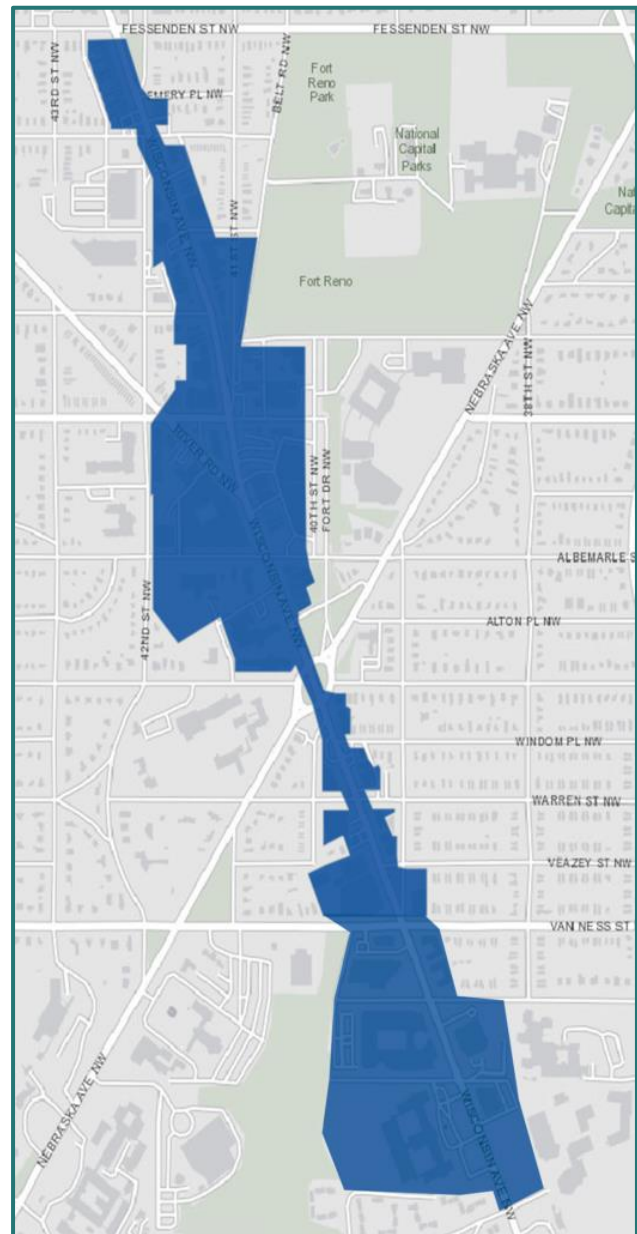 FESSENDEN ST NW
FESSENDEN ST NW
43RD ST NW
EMERY PL NW
BELT RD NW
Fort
Reno
Park
National
Capital
Parks
Capita
WISCONSIN AVE NW
41ST ST NW
Fort Reno
NEBRASKA AVE NW
38TH ST NW
RIVER RD NW
40TH ST NW
FORT DR NW
WISCONSIN AVE NW
ALBEMARLE S
42ND ST NW
ALTON PL NW
WINDOM PL NW
WARREN ST NW
VEAZEY ST NW
VAN NESS ST
NEBRASKA AVE NW
WISCONSIN AVE NW